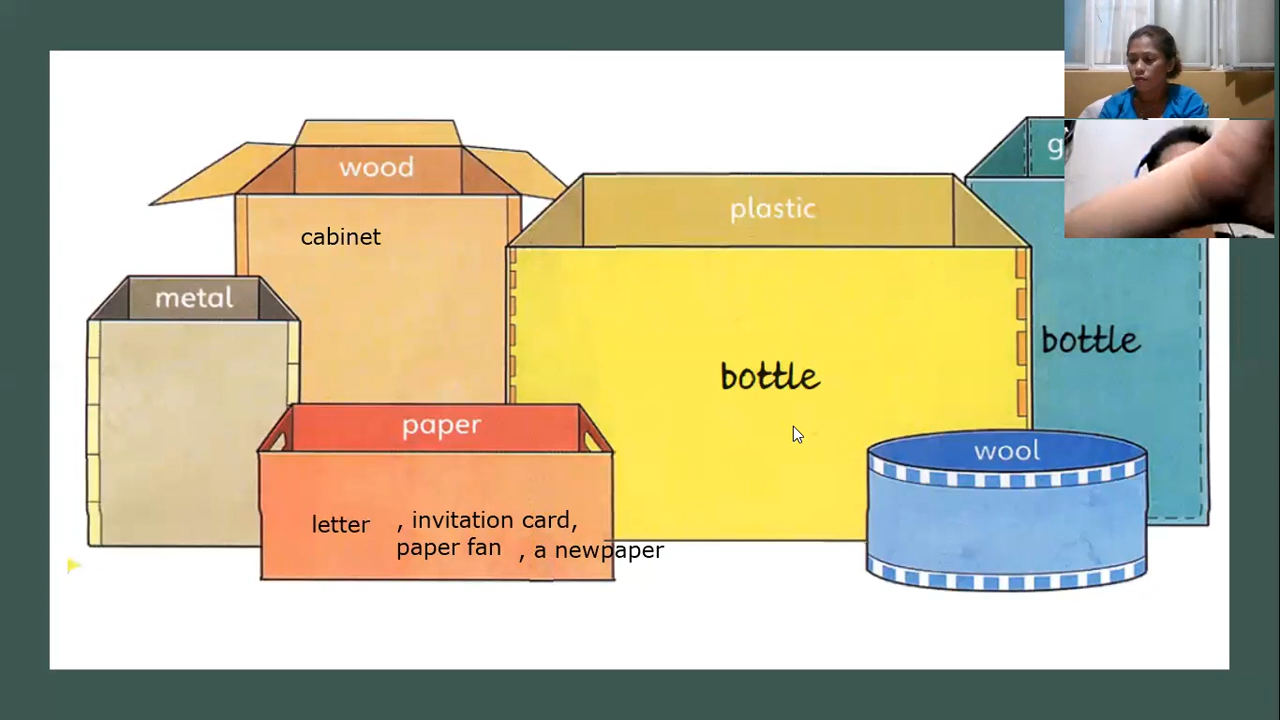 wood
cabinet
plastic
bottle
bottle
metal
paper
letter , invitation card,
paper fan , a newpaper
wool